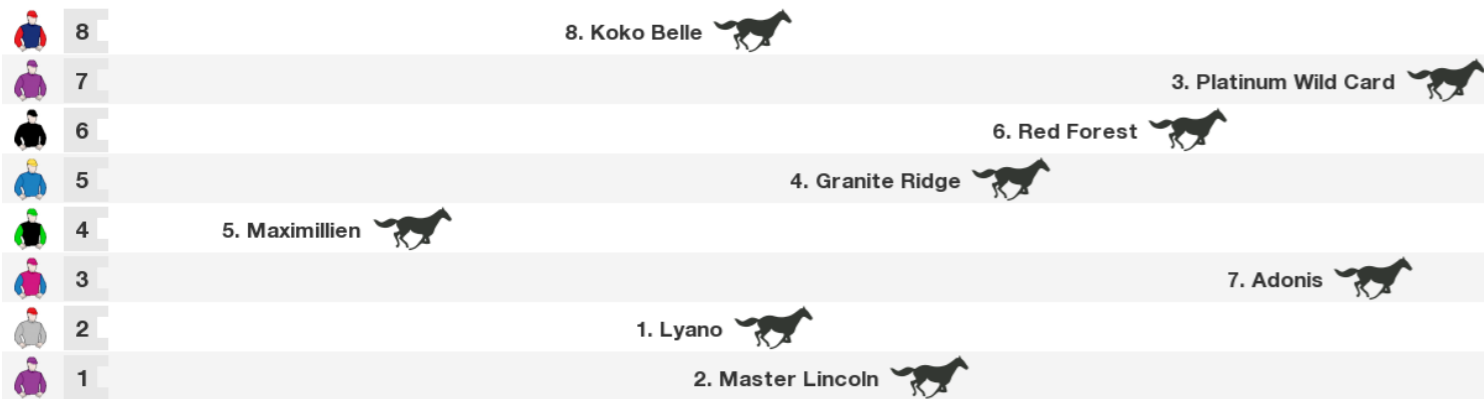 8 8. Koko Belle
7 3. Platinum Wild Card
6 6. Red Forest
5 4. Granite Ridge
4 5. Maximillien
3 7. Adonis
2 1. Lyano
1 2. Master Lincoln